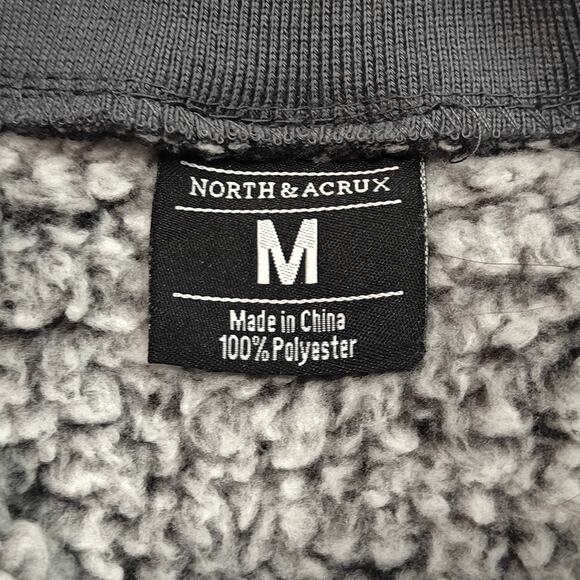 NORTH & ACRUX
M
Made in China
100% Polyester